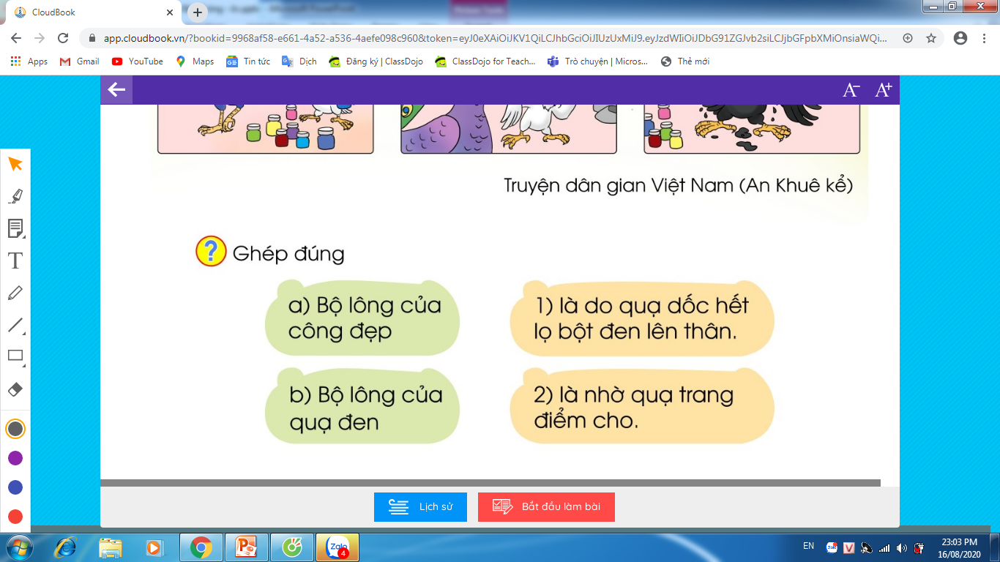 CloudBook
app.cloudbook.vn/?bookid=9968af58-e661-4a52-a536-4aefe098c960&token=eyJ0eXAiOiJKV1QiLCJhbGciOiJIUzUxMiJ9.eyJzdWIiOiJDbG91ZGJvb2siLCJjbGFpbXMiOnsiaWQi...
Apps Gmail YouTube Maps Tin tức Dịch Đăng ký | ClassDojo ClassDojo for Teach... Trò chuyện | Micros... Thẻ mới
A− A+
Truyện dân gian Việt Nam (An Khuê kể)
? Ghép đúng
a) Bộ lông của
công đẹp
1) là do quạ dốc hết
lọ bột đen lên thân.
b) Bộ lông của
quạ đen
2) là nhờ quạ trang
điểm cho.
T
Lịch sử Bắt đầu làm bài
Zalo 4
EN
23:03 PM
16/08/2020